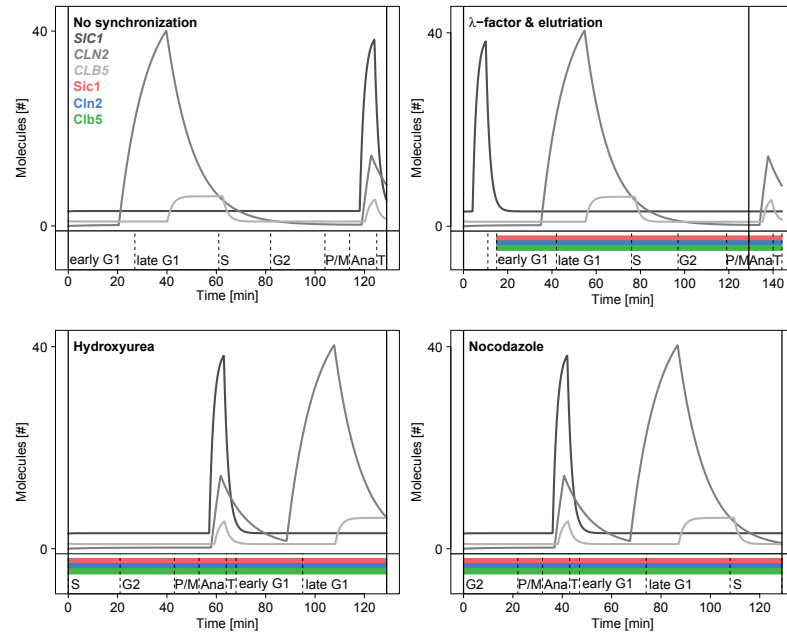 No synchronization
SIC1
CLN2
CLB5
Sic1
Cln2
Clb5
Molecules [#]
40
0
early G1 late G1 S G2 P/M Ana T
0 20 40 60 80 100 120
Time [min]
λ−factor & elutriation
Molecules [#]
40
0
early G1 late G1 S G2 P/M Ana T
0 20 40 60 80 100 120 140
Time [min]
Hydroxyurea
Molecules [#]
40
0
S G2 P/M Ana T early G1 late G1
0 20 40 60 80 100 120
Time [min]
Nocodazole
Molecules [#]
40
0
G2 P/M Ana T early G1 late G1 S
0 20 40 60 80 100 120
Time [min]